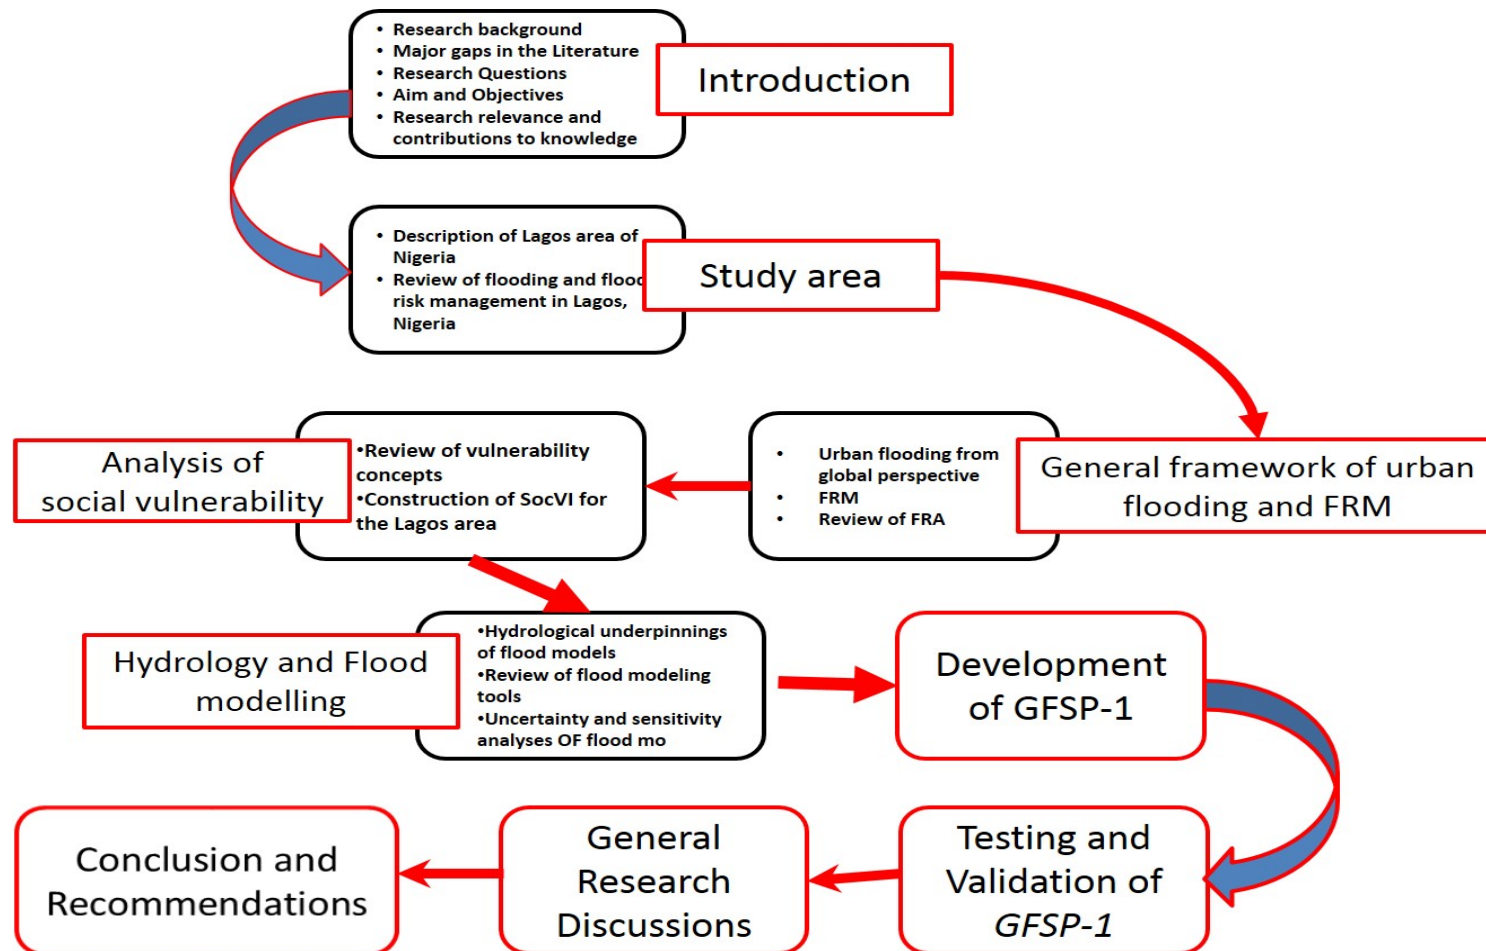 • Research background
• Major gaps in the Literature
• Research Questions
• Aim and Objectives
• Research relevance and
contributions to knowledge
Introduction
• Description of Lagos area of
Nigeria
• Review of flooding and flood
risk management in Lagos,
Nigeria
Study area
• Urban flooding from
global perspective
• FRM
• Review of FRA
General framework of urban
flooding and FRM
Analysis of
social vulnerability
•Review of vulnerability
concepts
•Construction of SocVI for
the Lagos area
Hydrology and Flood
modelling
•Hydrological underpinnings
of flood models
•Review of flood modeling
tools
•Uncertainty and sensitivity
analyses OF flood mo
Development
of GFSP-1
Testing and
Validation of
GFSP-1
General
Research
Discussions
Conclusion and
Recommendations